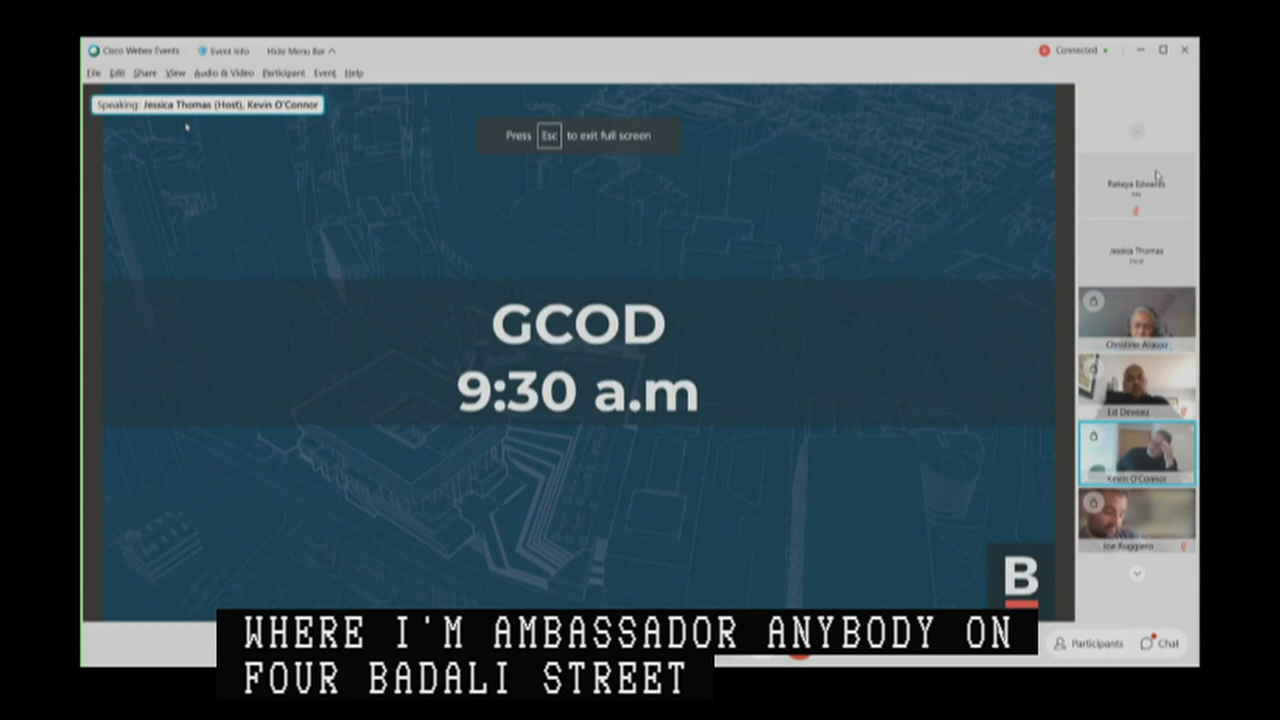 Cisco Webex Events
Event Info
Hide Menu Bar
Connected
File Edit Share View Audio & Video Participant Event Help
Speaking: Jessica Thomas (Host), Kevin O'Connor
Press Esc to exit full screen
Rakeya Edwards
Me
Jessica Thomas
Host
GCOD
9:30 a.m
Christine Araujo
Ed Deveau
Kevin O'Connor
Joe Ruggiero
B
WHERE I'M AMBASSADOR ANYBODY ON
FOUR BADALI STREET
Participants
Chat